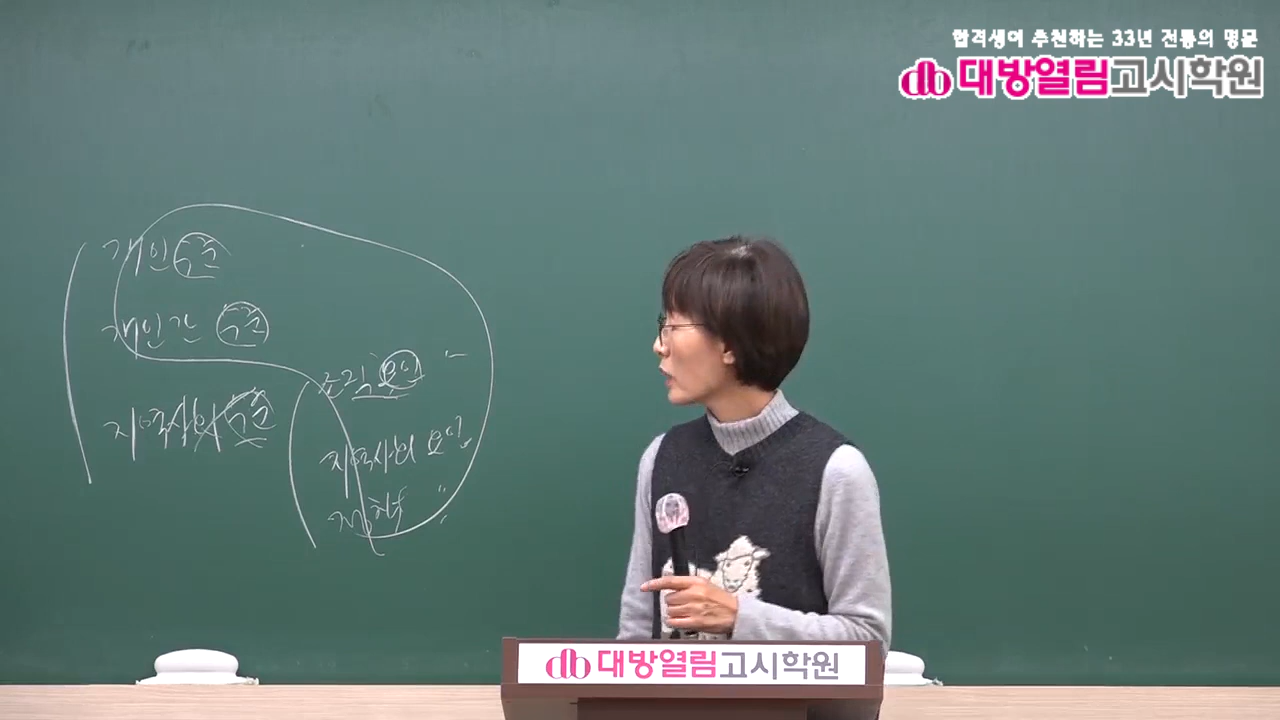 합격생이 추천하는 33년 전통의 명문
대방열림고시학원
개인 수준
개인간 수준
지역사회 수준
조직 요인
지역사회 요인
정책 〃
대방열림고시학원